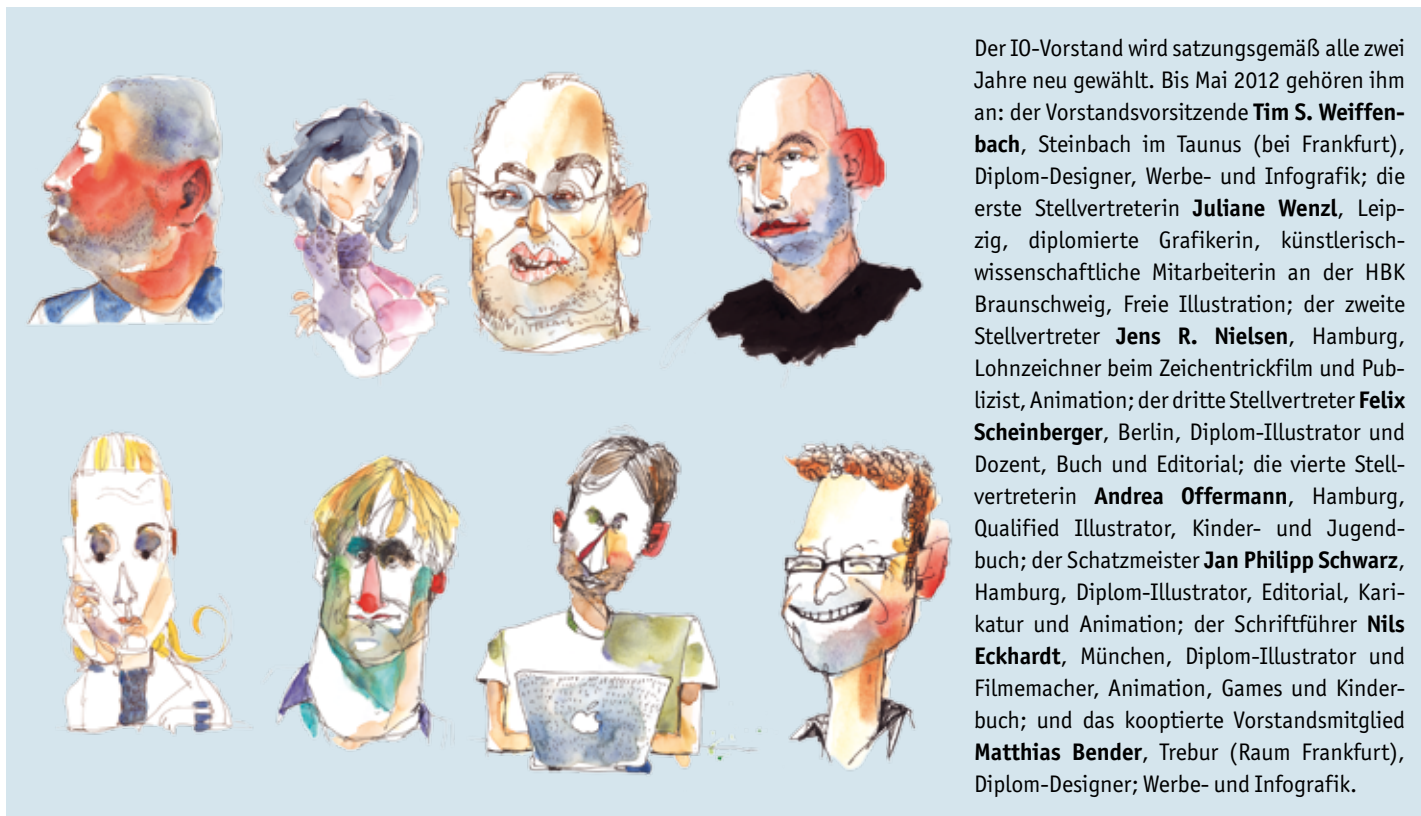 Der IO-Vorstand wird satzungsgemäß alle zwei
Jahre neu gewählt. Bis Mai 2012 gehören ihm
an: der Vorstandsvorsitzende Tim S. Weiffen-
bach, Steinbach im Taunus (bei Frankfurt),
Diplom-Designer, Werbe- und Infografik; die
erste Stellvertreterin Juliane Wenzl, Leip-
zig, diplomierte Grafikerin, künstlerisch-
wissenschaftliche Mitarbeiterin an der HBK
Braunschweig, Freie Illustration; der zweite
Stellvertreter Jens R. Nielsen, Hamburg,
Lohnzeichner beim Zeichentrickfilm und Pub-
lizist, Animation; der dritte Stellvertreter Felix
Scheinberger, Berlin, Diplom-Illustrator und
Dozent, Buch und Editorial; die vierte Stell-
vertreterin Andrea Offermann, Hamburg,
Qualified Illustrator, Kinder- und Jugend-
buch; der Schatzmeister Jan Philipp Schwarz,
Hamburg, Diplom-Illustrator, Editorial, Kari-
katur und Animation; der Schriftführer Nils
Eckhardt, München, Diplom-Illustrator und
Filmemacher, Animation, Games und Kinder-
buch; und das kooptierte Vorstandsmitglied
Matthias Bender, Trebur (Raum Frankfurt),
Diplom-Designer; Werbe- und Infografik.